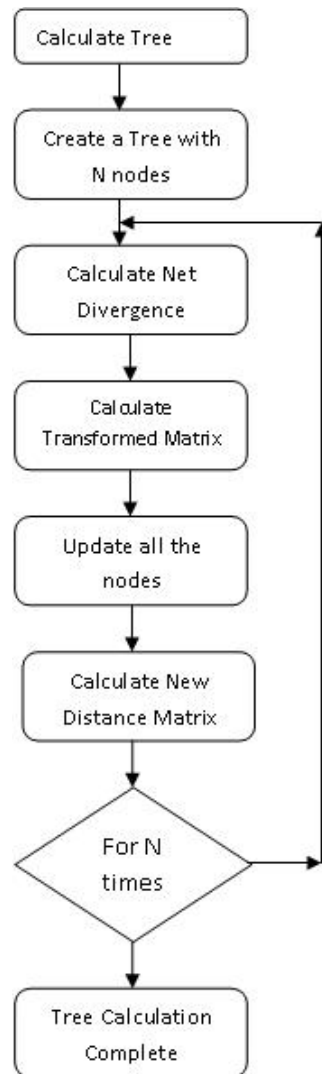 Calculate Tree
Create a Tree with
N nodes
Calculate Net
Divergence
Calculate
Transformed Matrix
Update all the
nodes
Calculate New
Distance Matrix
For N
times
Tree Calculation
Complete